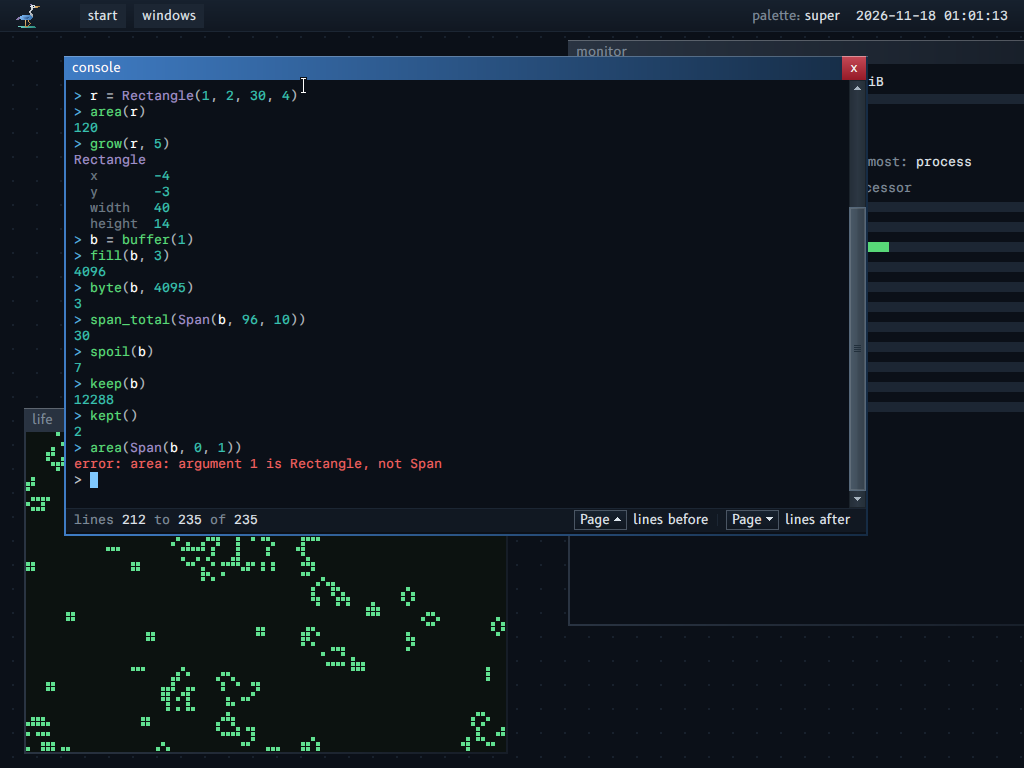 start windows palette: super 2026-11-18 01:01:13
monitor
console x
iB
> r = Rectangle(1, 2, 30, 4)
> area(r)
120
> grow(r, 5)
Rectangle
x -4
y -3
width 40
height 14
> b = buffer(1)
> fill(b, 3)
4096
> byte(b, 4095)
3
> span_total(Span(b, 96, 10))
30
> spoil(b)
7
> keep(b)
12288
> kept()
2
> area(Span(b, 0, 1))
error: area: argument 1 is Rectangle, not Span
>
lines 212 to 235 of 235 Page lines before Page lines after
most: process
cessor
life